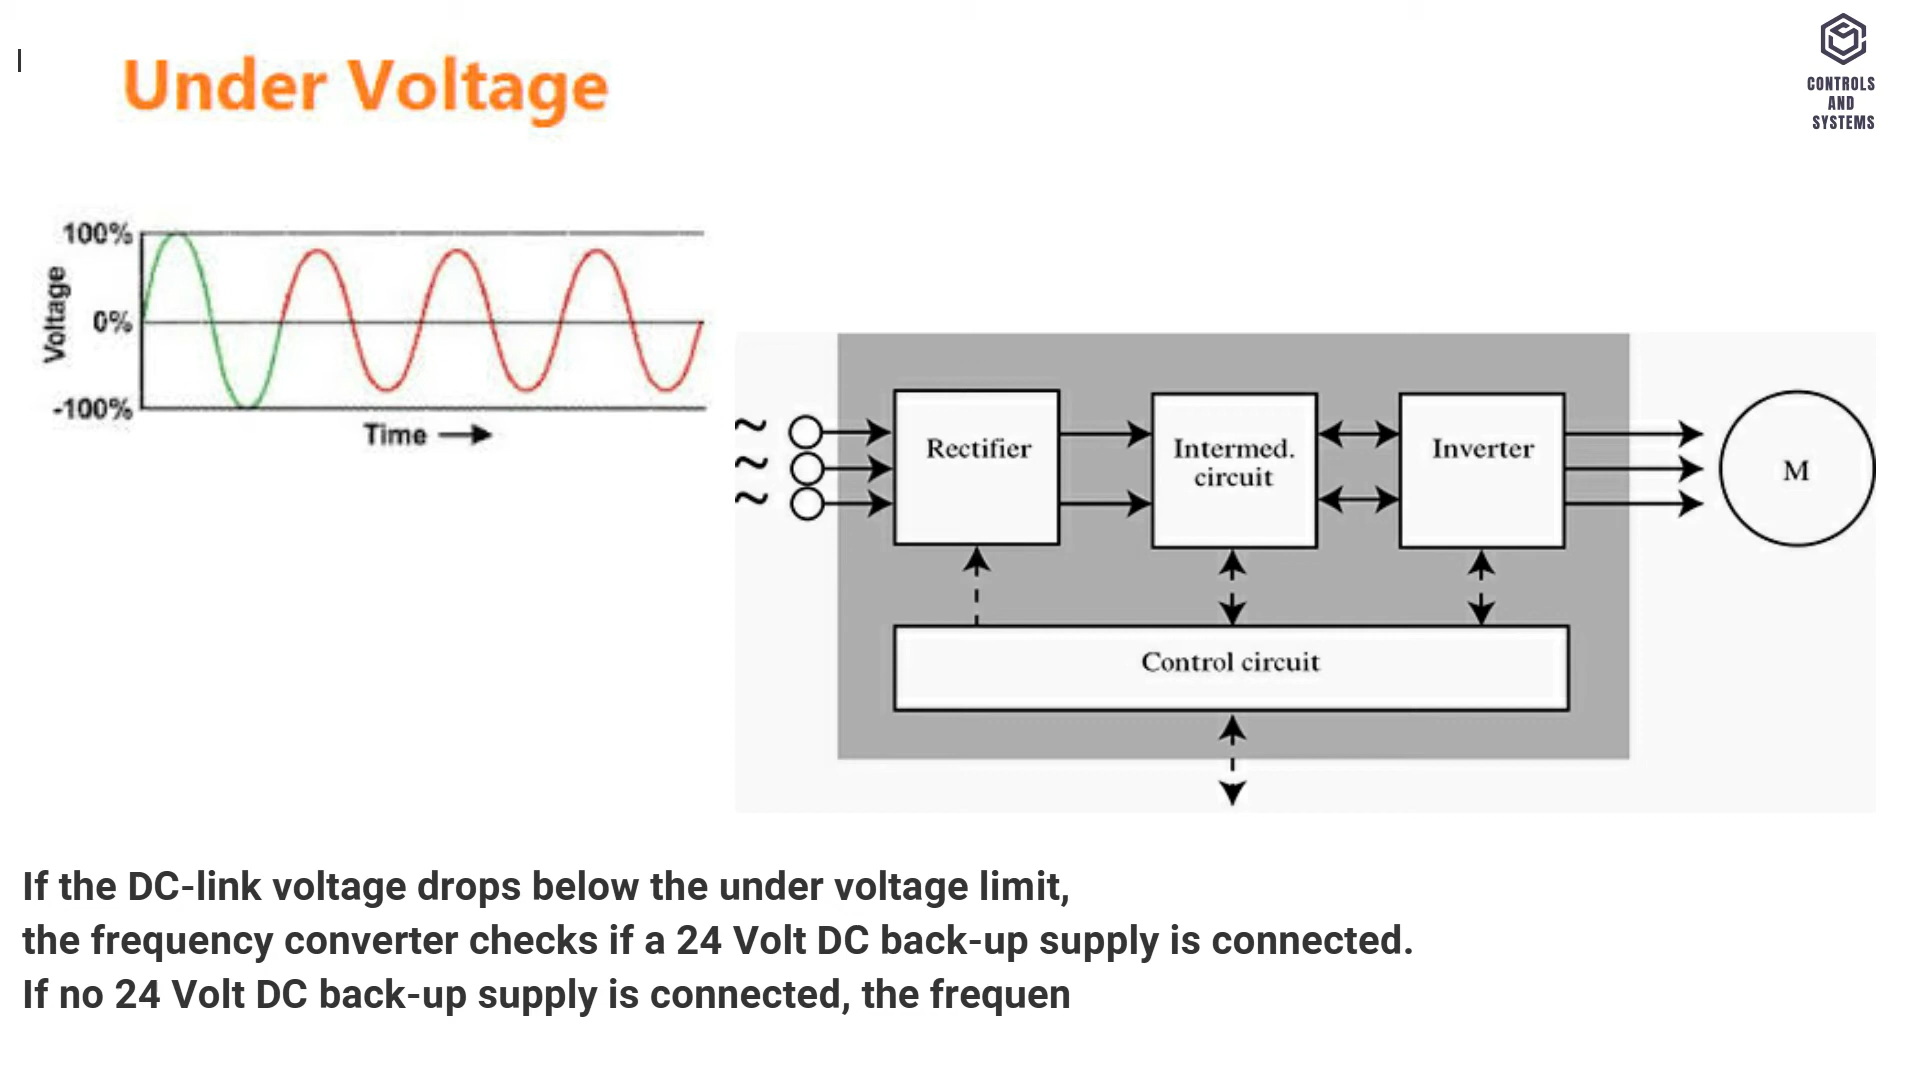 Under Voltage
CONTROLS
AND
SYSTEMS
100%
0%
-100%
Voltage
Time
Rectifier
Intermed.
circuit
Inverter
M
Control circuit
If the DC-link voltage drops below the under voltage limit,
the frequency converter checks if a 24 Volt DC back-up supply is connected.
If no 24 Volt DC back-up supply is connected, the frequen